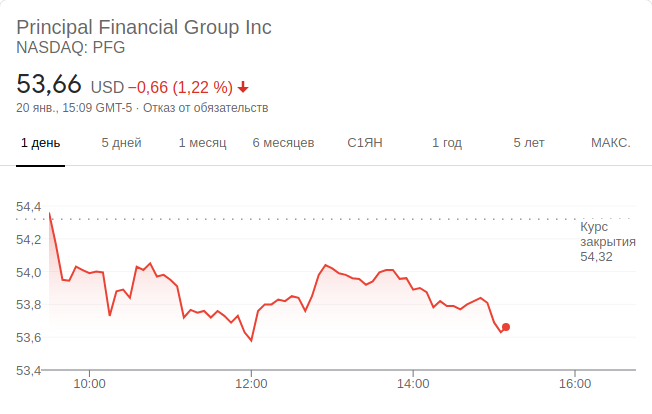 Principal Financial Group Inc
NASDAQ: PFG
53,66 USD −0,66 (1,22 %)
20 янв., 15:09 GMT-5 · Отказ от обязательств
1 день 5 дней 1 месяц 6 месяцев С1ЯН 1 год 5 лет МАКС.
54,4
54,2
54,0
53,8
53,6
53,4
Курс
закрытия
54,32
10:00 12:00 14:00 16:00